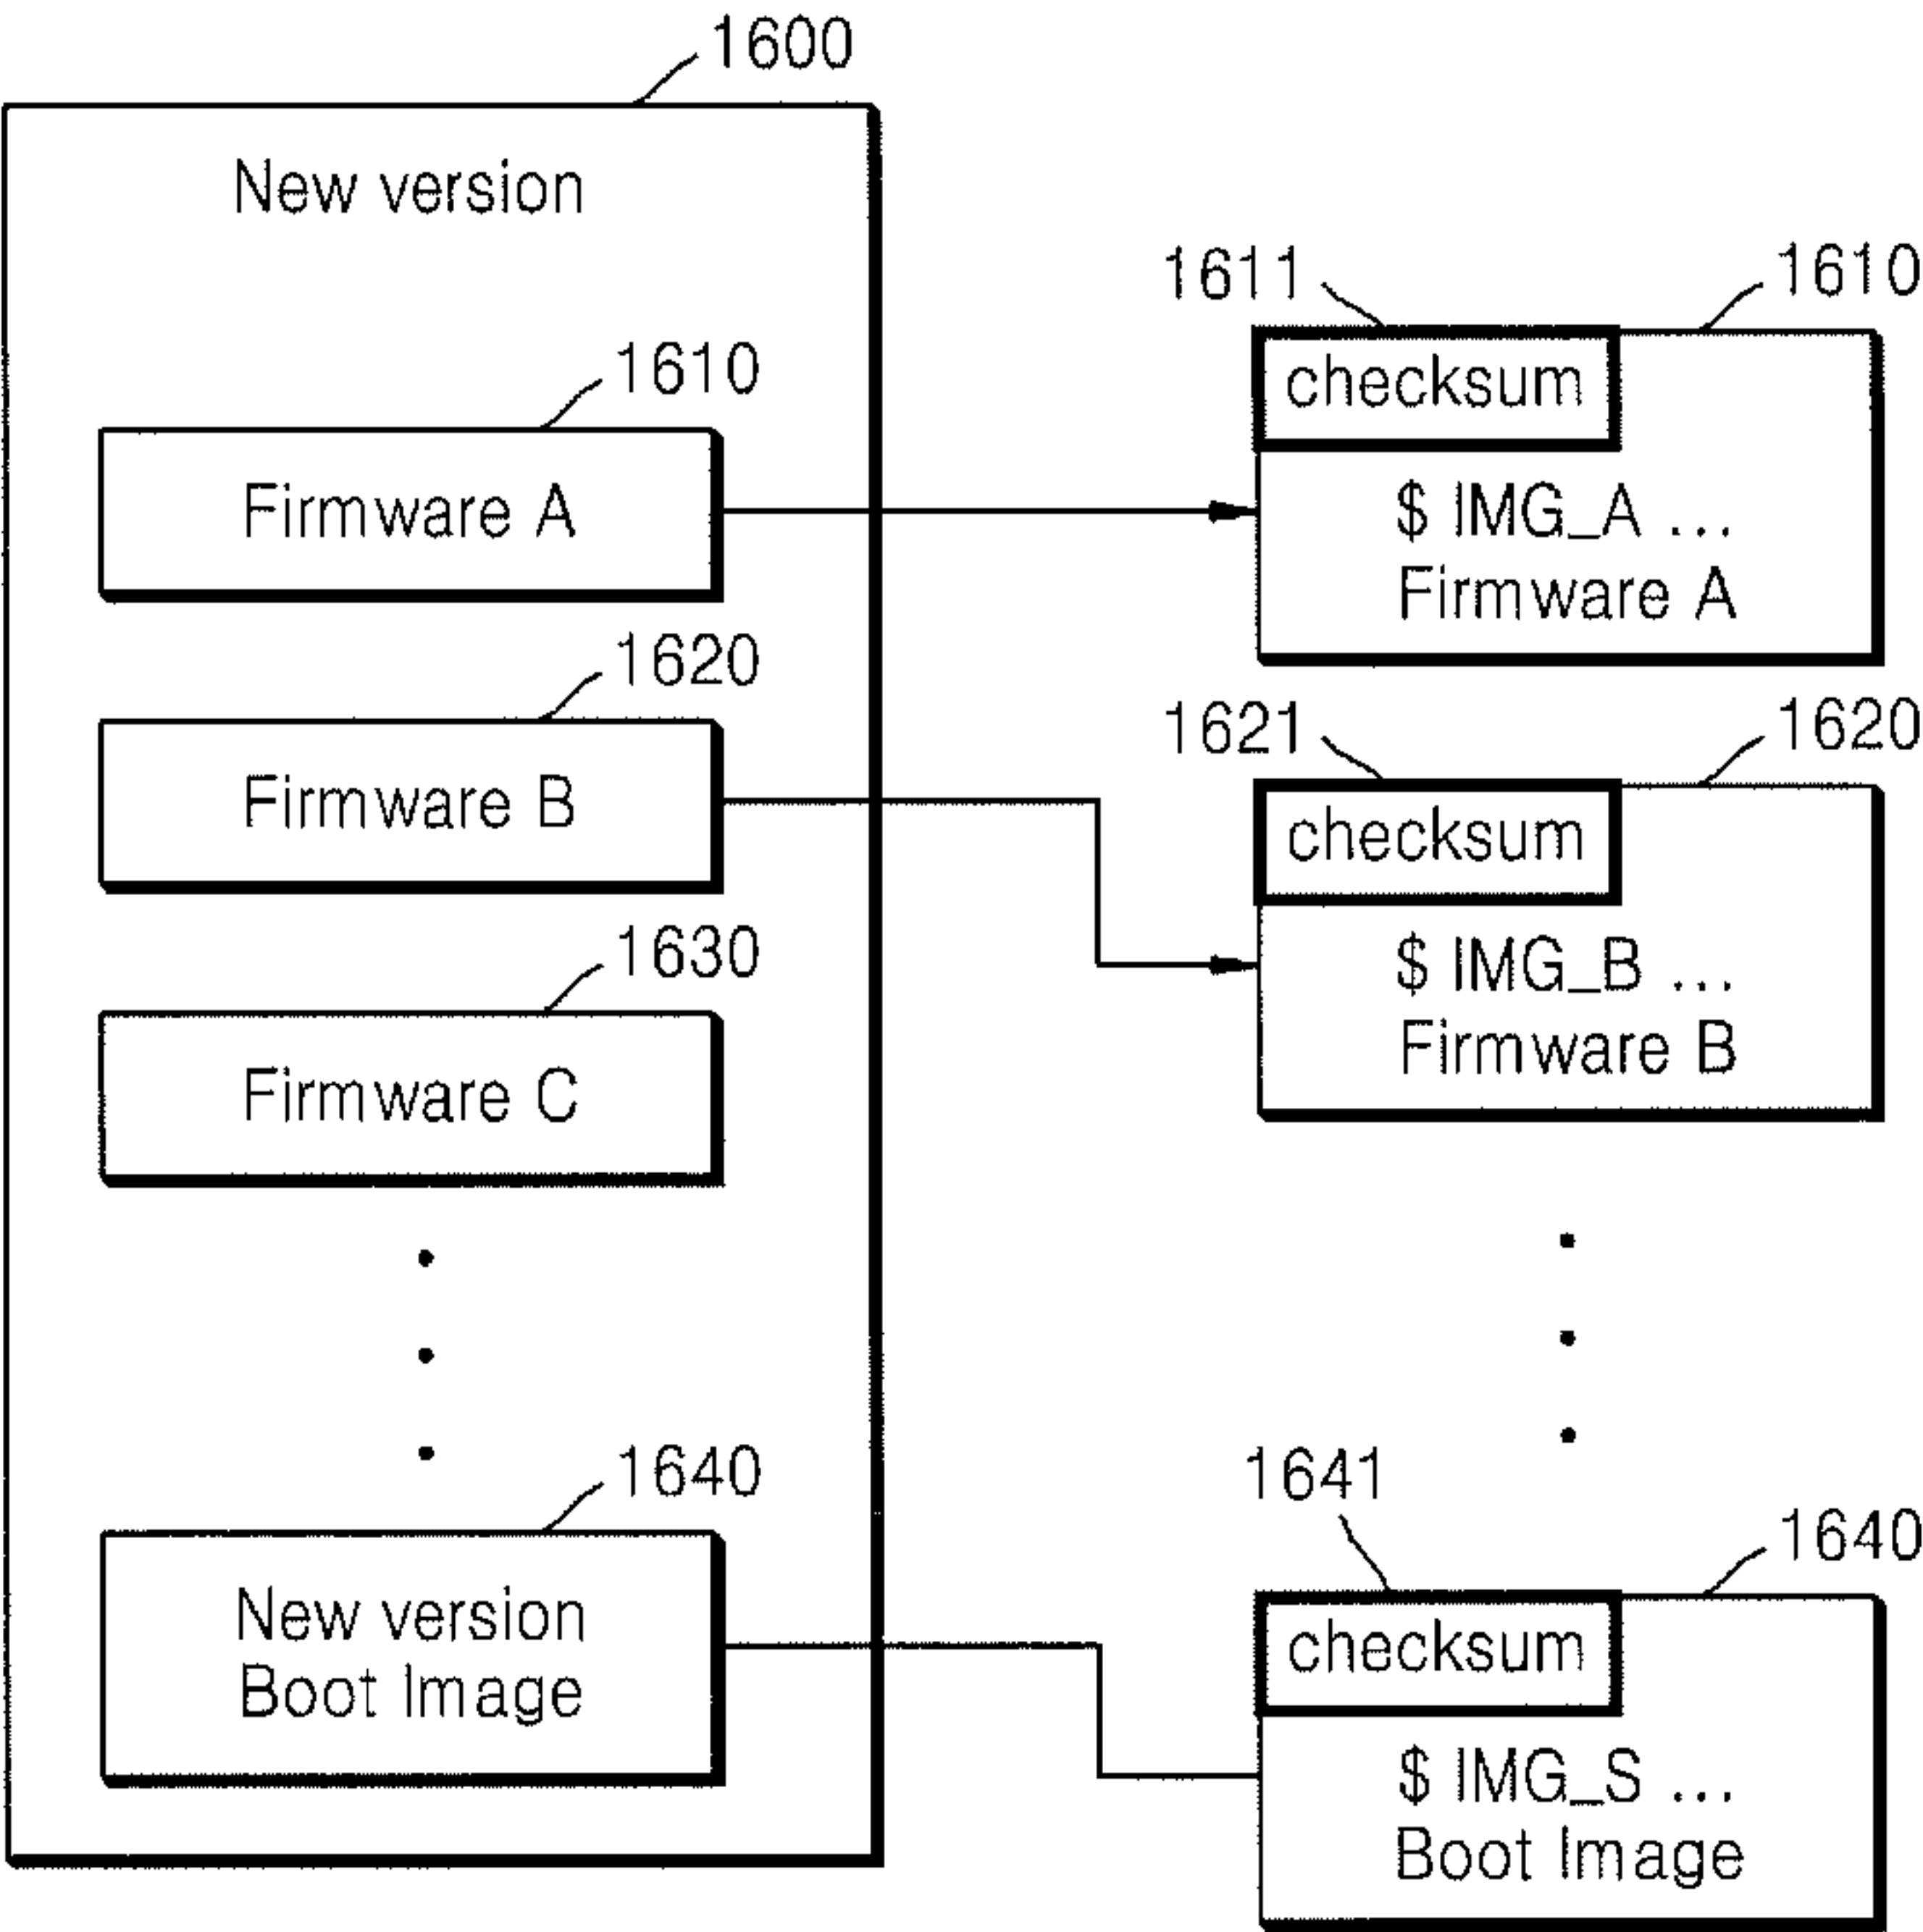 1600
New version
1610
Firmware A
1620
Firmware B
1630
Firmware C
1640
New version
Boot Image
1611
1610
checksum
$ IMG_A ...
Firmware A
1621
1620
checksum
$ IMG_B ...
Firmware B
1641
1640
checksum
$ IMG_S ...
Boot Image